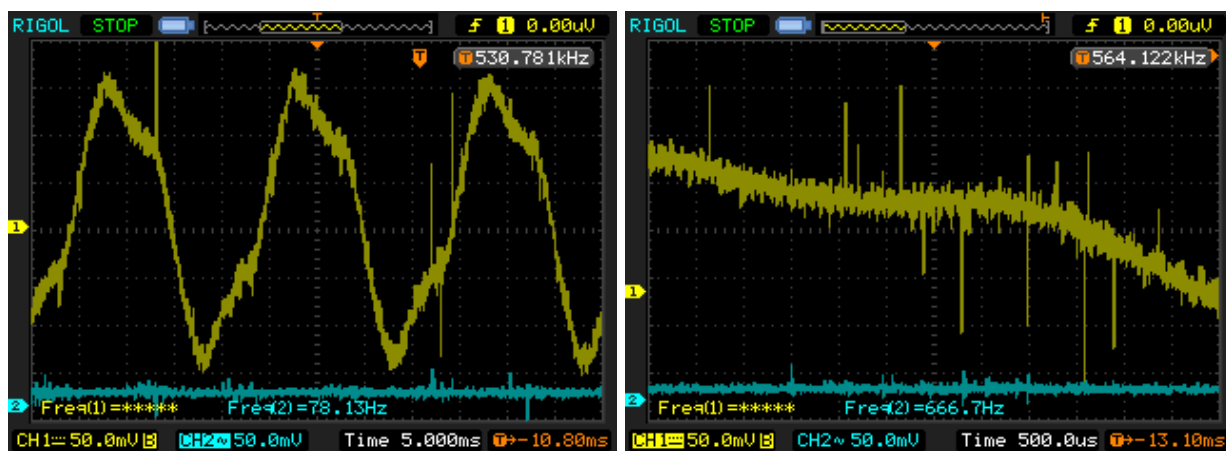 RIGOL STOP T f 1 0.00uV
T 530.781kHz
T
1
2
Freq(1)=***** Freq(2)=78.13Hz
CH1 50.0mV B CH2~ 50.0mV Time 5.000ms T→-10.80ms
RIGOL STOP T f 1 0.00uV
T 564.122kHz
1
2
Freq(1)=***** Freq(2)=666.7Hz
CH1 50.0mV B CH2~ 50.0mV Time 500.0us T→-13.10ms